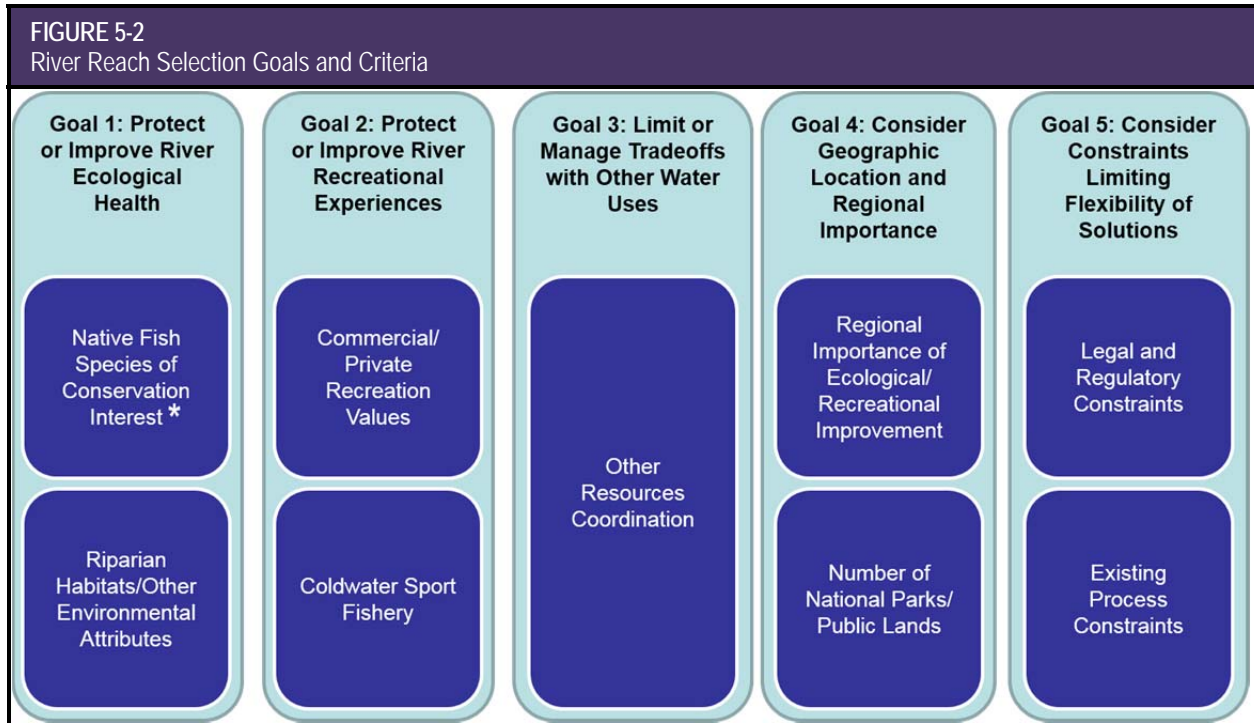 FIGURE 5-2
River Reach Selection Goals and Criteria
Goal 1: Protect
or Improve River
Ecological
Health
Native Fish
Species of
Conservation
Interest *
Riparian
Habitats/Other
Environmental
Attributes
Goal 2: Protect
or Improve River
Recreational
Experiences
Commercial/
Private
Recreation
Values
Coldwater Sport
Fishery
Goal 3: Limit or
Manage Tradeoffs
with Other Water
Uses
Other
Resources
Coordination
Goal 4: Consider
Geographic
Location and
Regional
Importance
Regional
Importance of
Ecological/
Recreational
Improvement
Number of
National Parks/
Public Lands
Goal 5: Consider
Constraints
Limiting
Flexibility of
Solutions
Legal and
Regulatory
Constraints
Existing
Process
Constraints